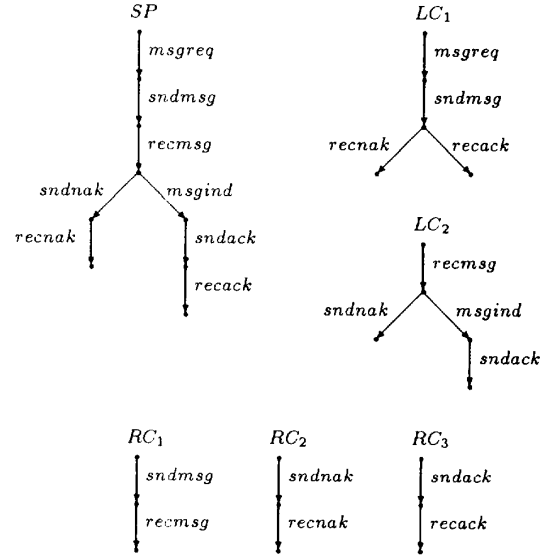 SP
msgreq
sndmsg
recmsg
sndnak msgind
recnak sndack
recack
LC₁
msgreq
sndmsg
recnak recack
LC₂
recmsg
sndnak msgind
sndack
RC₁ RC₂ RC₃
sndmsg sndnak sndack
recmsg recnak recack